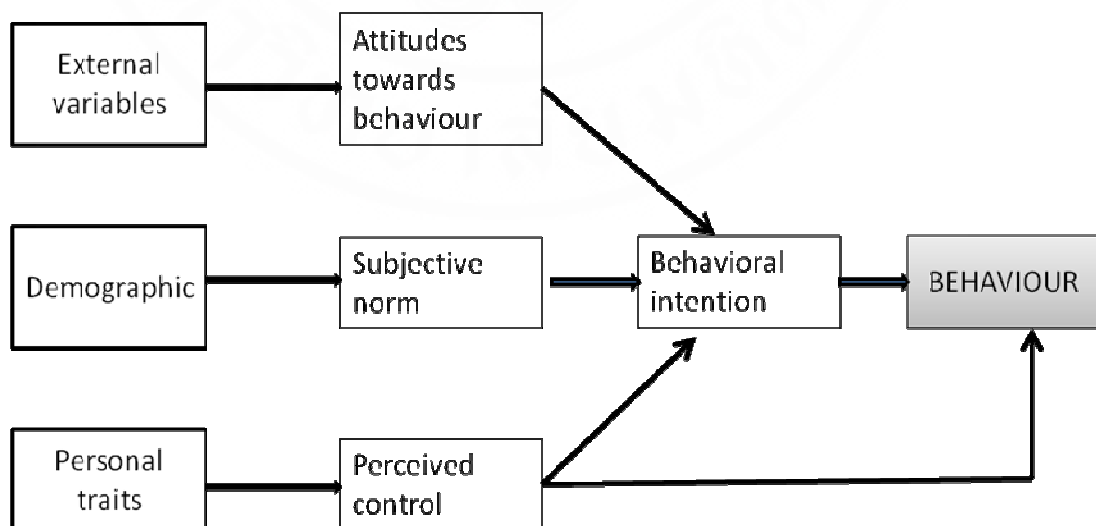 External
variables
Attitudes
towards
behaviour
Demographic
Subjective
norm
Behavioral
intention
BEHAVIOUR
Personal
traits
Perceived
control